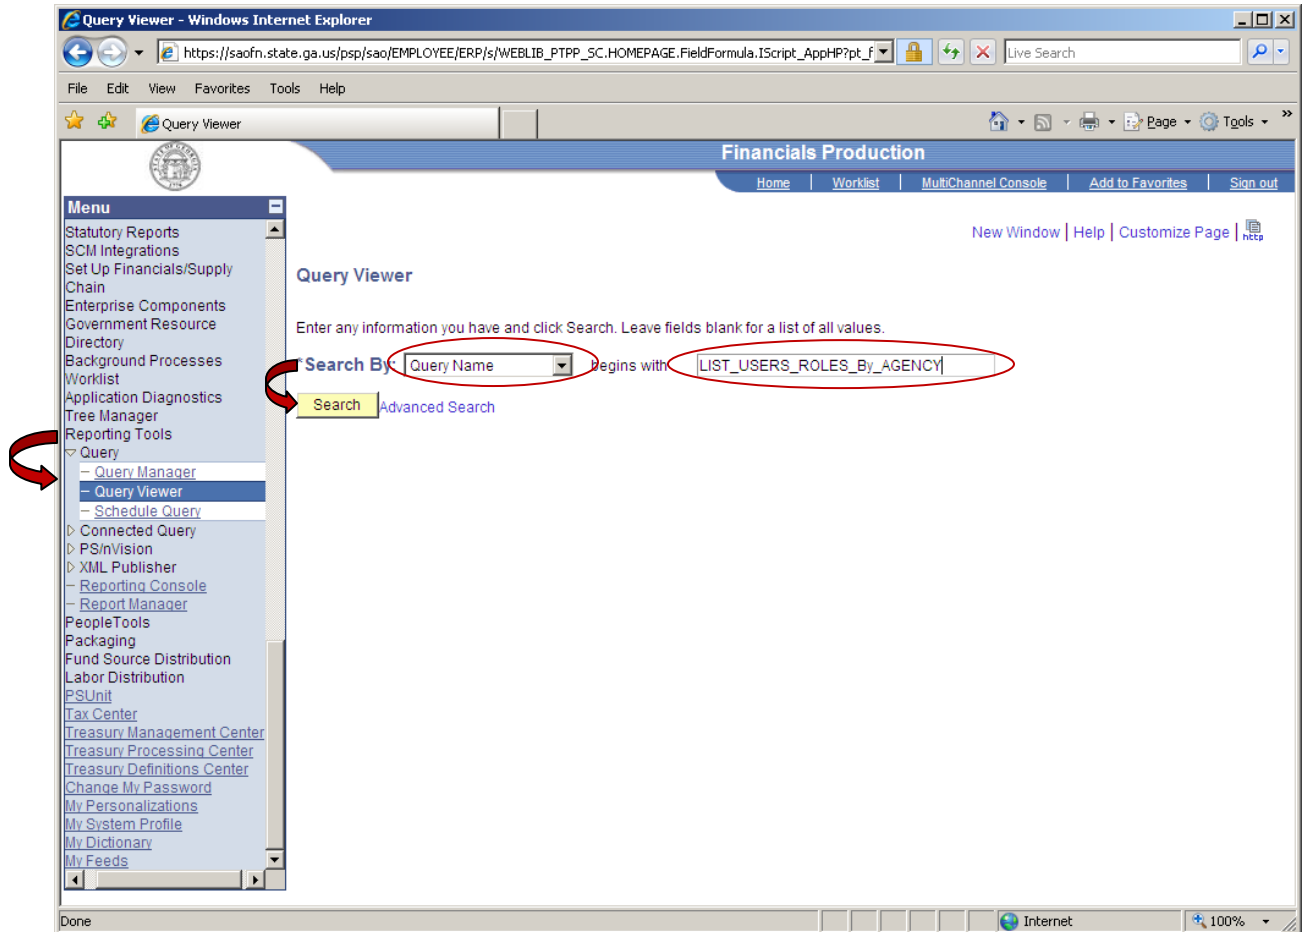 Query Viewer - Windows Internet Explorer
https://saofn.state.ga.us/psp/sao/EMPLOYEE/ERP/s/WEBLIB_PTPP_SC.HOMEPAGE.FieldFormula.IScript_AppHP?pt_f
Live Search
File Edit View Favorites Tools Help
Query Viewer
Page Tools »
Financials Production
Home Worklist MultiChannel Console Add to Favorites Sign out
Menu
New Window | Help | Customize Page | http
Statutory Reports
SCM Integrations
Set Up Financials/Supply
Chain
Enterprise Components
Government Resource
Directory
Background Processes
Worklist
Application Diagnostics
Tree Manager
Reporting Tools
Query
– Query Manager
– Query Viewer
– Schedule Query
Connected Query
PS/nVision
XML Publisher
– Reporting Console
– Report Manager
PeopleTools
Packaging
Fund Source Distribution
Labor Distribution
PSUnit
Tax Center
Treasury Management Center
Treasury Processing Center
Treasury Definitions Center
Change My Password
My Personalizations
My System Profile
My Dictionary
My Feeds
Query Viewer
Enter any information you have and click Search. Leave fields blank for a list of all values.
*Search By: Query Name begins with LIST_USERS_ROLES_By_AGENCY
Search Advanced Search
Done Internet 100%